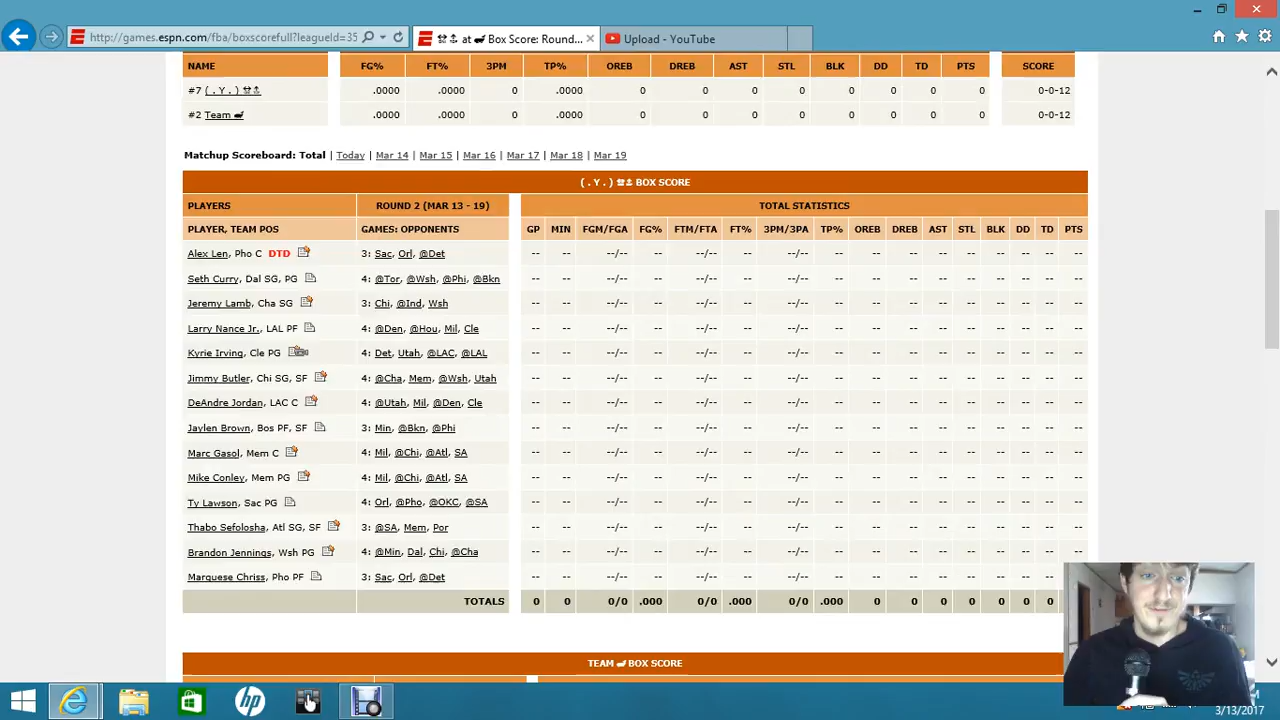 http://games.espn.com/fba/boxscorefull?leagueId=35
at Box Score: Round...
Upload - YouTube
NAME FG% FT% 3PM TP% OREB DREB AST STL BLK DD TD PTS SCORE
#7 ( . Y . ) .0000 .0000 0 .0000 0 0 0 0 0 0 0 0 0-0-12
#2 Team .0000 .0000 0 .0000 0 0 0 0 0 0 0 0 0-0-12
Matchup Scoreboard: Total | Today | Mar 14 | Mar 15 | Mar 16 | Mar 17 | Mar 18 | Mar 19
( . Y . ) BOX SCORE
PLAYERS ROUND 2 (MAR 13 - 19) TOTAL STATISTICS
PLAYER, TEAM POS GAMES: OPPONENTS GP MIN FGM/FGA FG% FTM/FTA FT% 3PM/3PA TP% OREB DREB AST STL BLK DD TD PTS
Alex Len, Pho C DTD 3: Sac, Orl, @Det -- -- --/-- -- --/-- -- --/-- -- -- -- -- -- -- -- -- --
Seth Curry, Dal SG, PG 4: @Tor, @Wsh, @Phi, @Bkn -- -- --/-- -- --/-- -- --/-- -- -- -- -- -- -- -- -- --
Jeremy Lamb, Cha SG 3: Chi, @Ind, Wsh -- -- --/-- -- --/-- -- --/-- -- -- -- -- -- -- -- -- --
Larry Nance Jr., LAL PF 4: @Den, @Hou, Mil, Cle -- -- --/-- -- --/-- -- --/-- -- -- -- -- -- -- -- -- --
Kyrie Irving, Cle PG 4: Det, Utah, @LAC, @LAL -- -- --/-- -- --/-- -- --/-- -- -- -- -- -- -- -- -- --
Jimmy Butler, Chi SG, SF 4: @Cha, Mem, @Wsh, Utah -- -- --/-- -- --/-- -- --/-- -- -- -- -- -- -- -- -- --
DeAndre Jordan, LAC C 4: @Utah, Mil, @Den, Cle -- -- --/-- -- --/-- -- --/-- -- -- -- -- -- -- -- -- --
Jaylen Brown, Bos PF, SF 3: Min, @Bkn, @Phi -- -- --/-- -- --/-- -- --/-- -- -- -- -- -- -- -- -- --
Marc Gasol, Mem C 4: Mil, @Chi, @Atl, SA -- -- --/-- -- --/-- -- --/-- -- -- -- -- -- -- -- -- --
Mike Conley, Mem PG 4: Mil, @Chi, @Atl, SA -- -- --/-- -- --/-- -- --/-- -- -- -- -- -- -- -- -- --
Ty Lawson, Sac PG 4: Orl, @Pho, @OKC, @SA -- -- --/-- -- --/-- -- --/-- -- -- -- -- -- -- -- -- --
Thabo Sefolosha, Atl SG, SF 3: @SA, Mem, Por -- -- --/-- -- --/-- -- --/-- -- -- -- -- -- -- -- -- --
Brandon Jennings, Wsh PG 4: @Min, Dal, Chi, @Cha -- -- --/-- -- --/-- -- --/-- -- -- -- -- -- -- -- -- --
Marquese Chriss, Pho PF 3: Sac, Orl, @Det -- -- --/-- -- --/-- -- --/-- -- -- -- -- -- -- -- -- --
TOTALS 0 0 0/0 .000 0/0 .000 0/0 .000 0 0 0 0 0 0 0
TEAM BOX SCORE
hp
3/13/2017